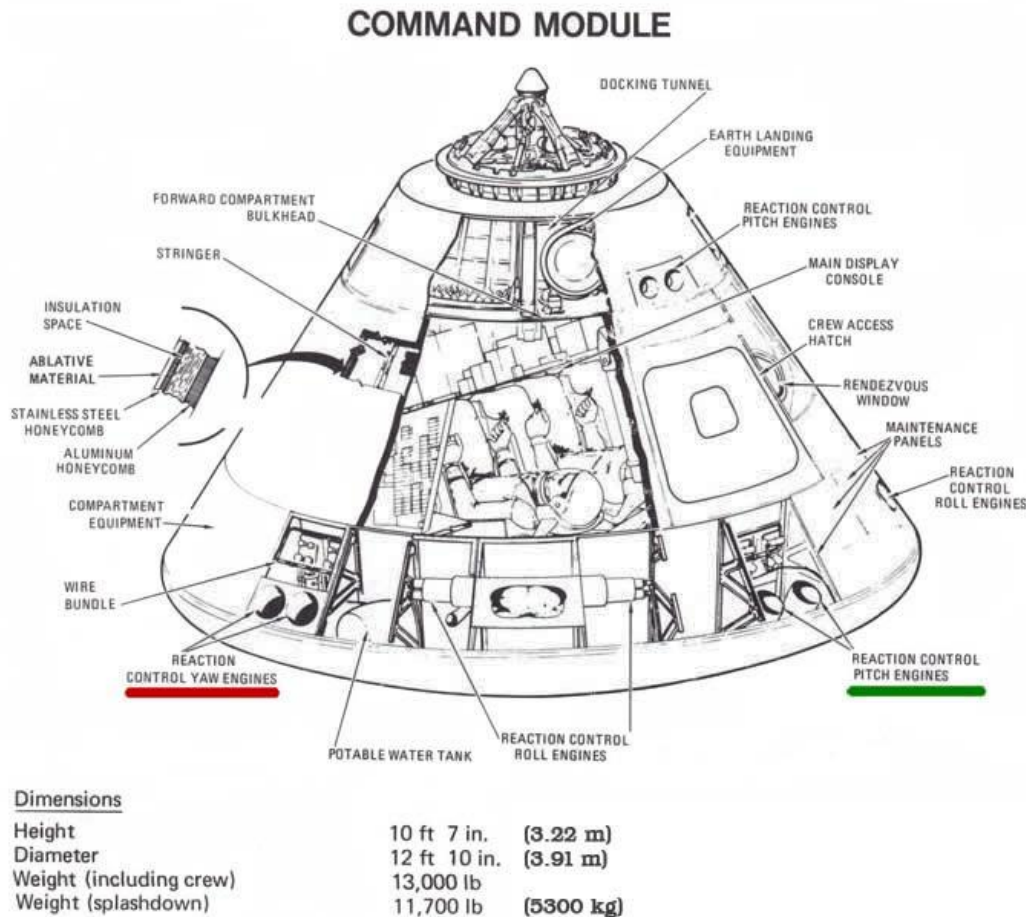 COMMAND MODULE
DOCKING TUNNEL
EARTH LANDING
EQUIPMENT
FORWARD COMPARTMENT
BULKHEAD
REACTION CONTROL
PITCH ENGINES
STRINGER
MAIN DISPLAY
CONSOLE
INSULATION
SPACE
CREW ACCESS
HATCH
ABLATIVE
MATERIAL
RENDEZVOUS
WINDOW
STAINLESS STEEL
HONEYCOMB
MAINTENANCE
PANELS
ALUMINUM
HONEYCOMB
REACTION
CONTROL
ROLL ENGINES
COMPARTMENT
EQUIPMENT
WIRE
BUNDLE
REACTION
CONTROL YAW ENGINES
REACTION CONTROL
PITCH ENGINES
POTABLE WATER TANK
REACTION CONTROL
ROLL ENGINES
Dimensions
Height 10 ft 7 in. (3.22 m)
Diameter 12 ft 10 in. (3.91 m)
Weight (including crew) 13,000 lb
Weight (splashdown) 11,700 lb (5300 kg)